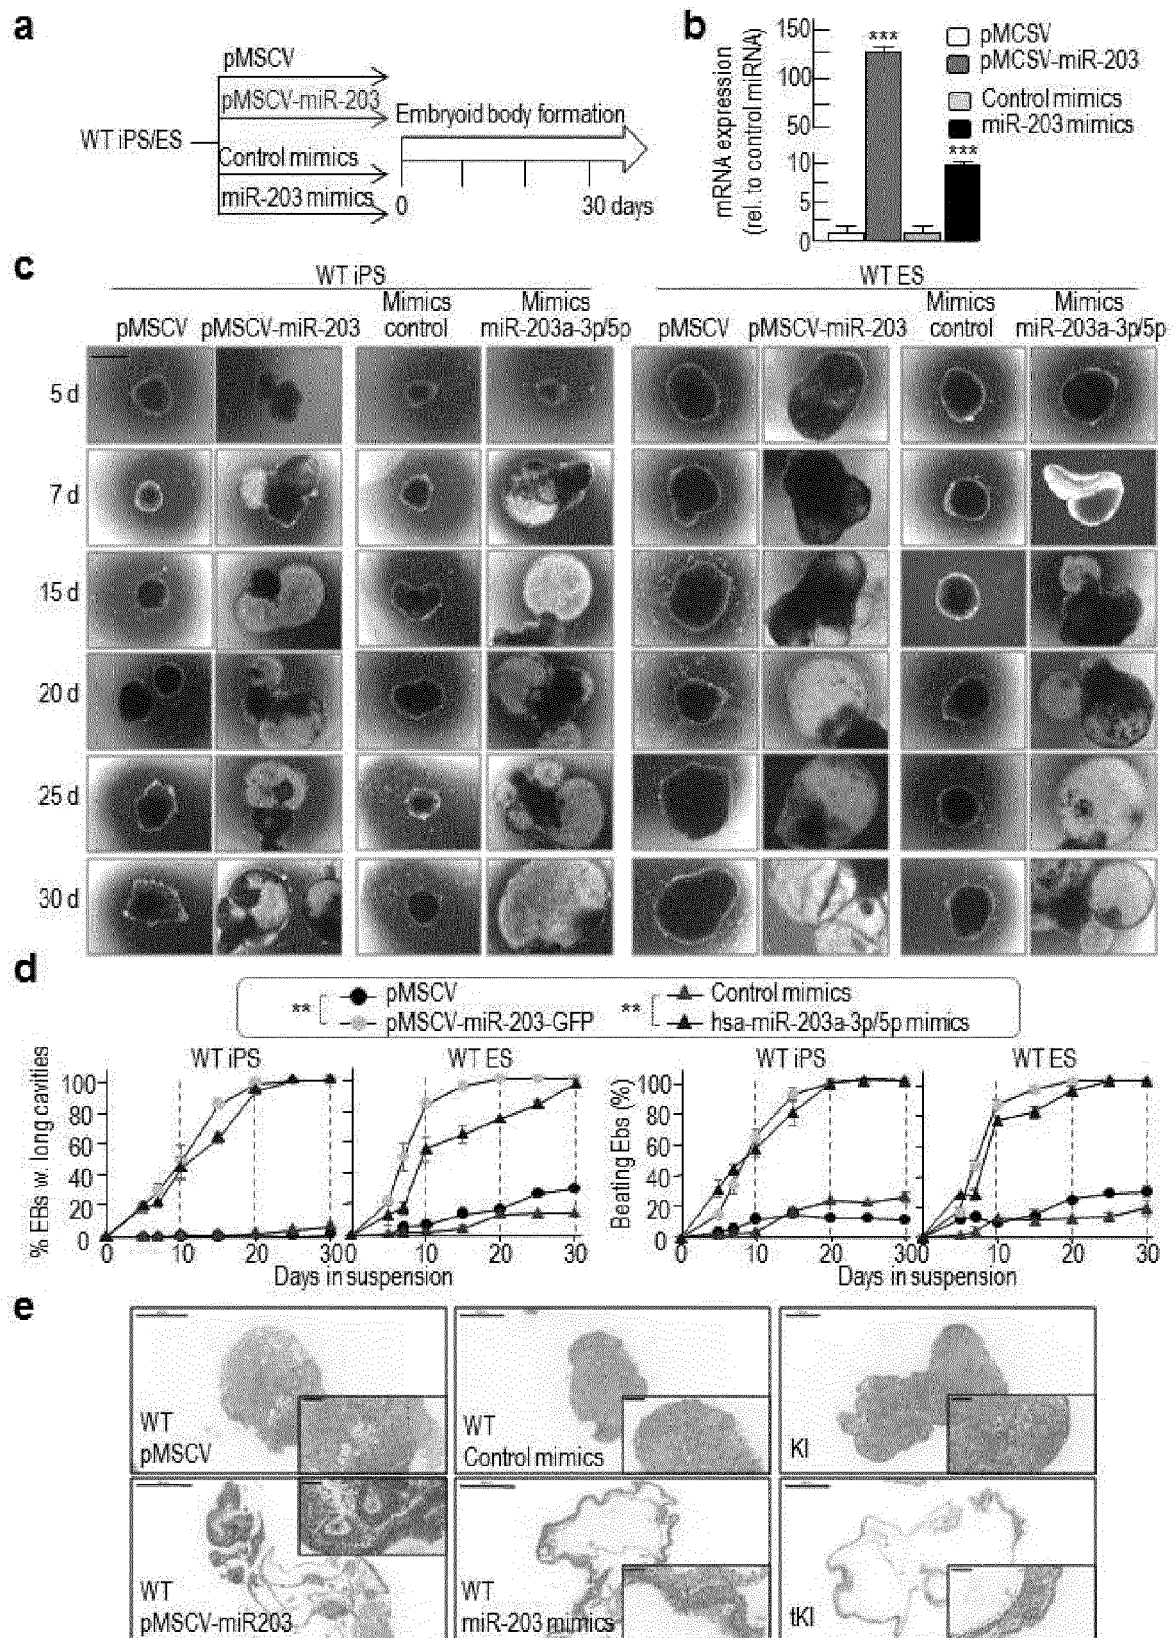 a
pMSCV
pMSCV-miR-203
WT iPS/ES
Control mimics
miR-203 mimics
Embryoid body formation
0
30 days
b
mRNA expression
(rel. to control miRNA)
150
100
50
10
5
0
***
***
pMCSV
pMCSV-miR-203
Control mimics
miR-203 mimics
c
WT iPS
WT ES
pMSCV
pMSCV-miR-203
Mimics
control
Mimics
miR-203a-3p/5p
pMSCV
pMSCV-miR-203
Mimics
control
Mimics
miR-203a-3p/5p
5 d
7 d
15 d
20 d
25 d
30 d
d
** pMSCV
pMSCV-miR-203-GFP
** Control mimics
hsa-miR-203a-3p/5p mimics
WT iPS
WT ES
WT iPS
WT ES
% EBs w. long cavities
100
80
60
40
20
0
0 10 20 30 0 10 20 30
Days in suspension
Beating Ebs (%)
100
80
60
40
20
0
0 10 20 30 0 10 20 30
Days in suspension
e
WT
pMSCV
WT
Control mimics
KI
WT
pMSCV-miR203
WT
miR-203 mimics
tKI